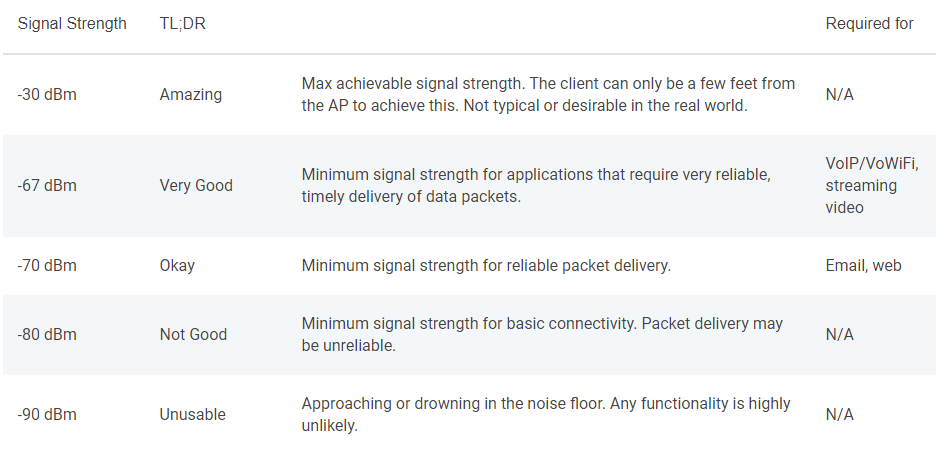 Signal Strength TL;DR Required for
-30 dBm Amazing Max achievable signal strength. The client can only be a few feet from the AP to achieve this. Not typical or desirable in the real world. N/A
-67 dBm Very Good Minimum signal strength for applications that require very reliable, timely delivery of data packets. VoIP/VoWiFi, streaming video
-70 dBm Okay Minimum signal strength for reliable packet delivery. Email, web
-80 dBm Not Good Minimum signal strength for basic connectivity. Packet delivery may be unreliable. N/A
-90 dBm Unusable Approaching or drowning in the noise floor. Any functionality is highly unlikely. N/A